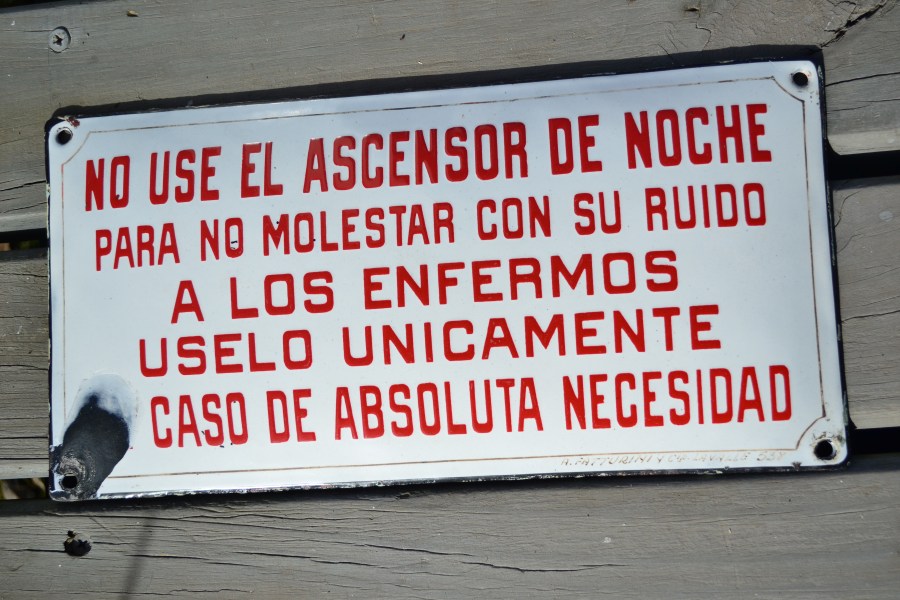 NO USE EL ASCENSOR DE NOCHE
PARA NO MOLESTAR CON SU RUIDO
A LOS ENFERMOS
USELO UNICAMENTE
CASO DE ABSOLUTA NECESIDAD